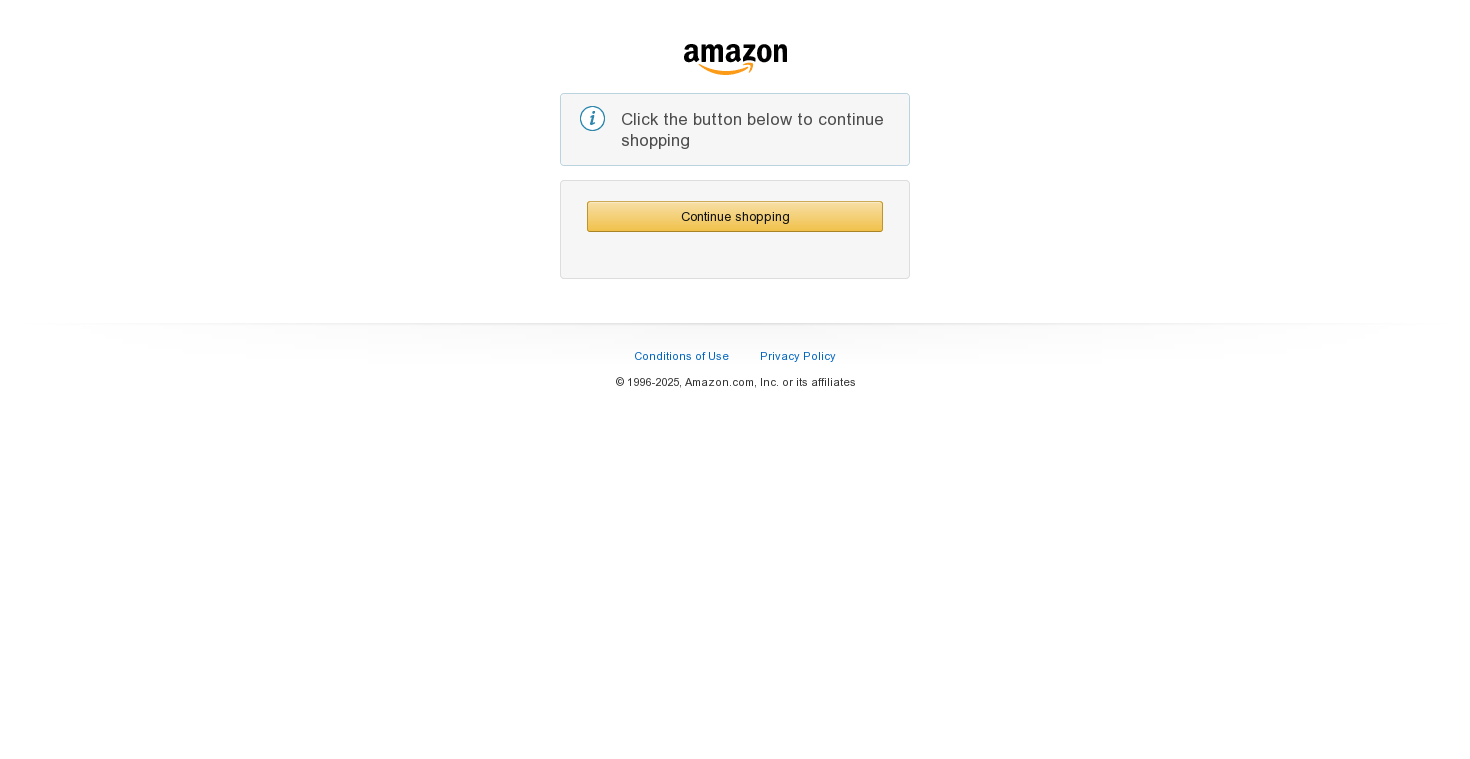 amazon
Click the button below to continue
shopping
Continue shopping
Conditions of Use Privacy Policy
© 1996-2025, Amazon.com, Inc. or its affiliates